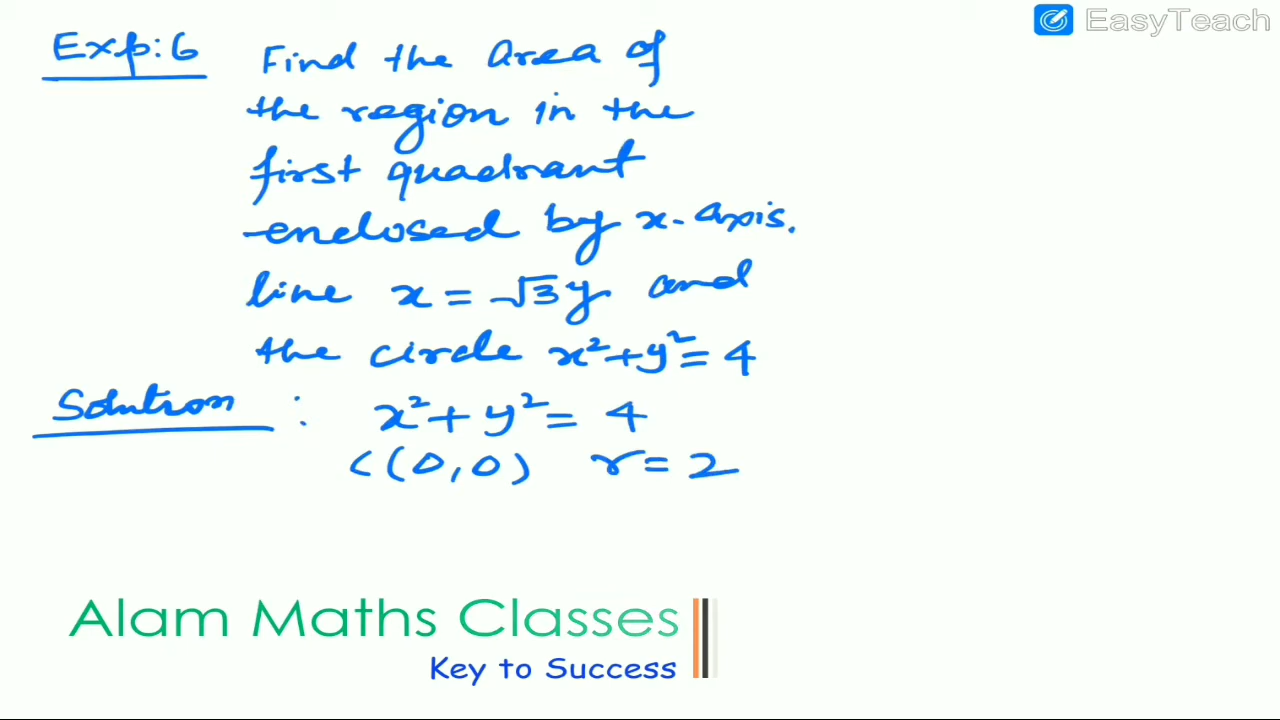 EasyTeach
Exp:6 Find the Area of
the region in the
first quadrant
enclosed by x-axis.
line x = √3y and
the circle x²+y²=4
Solution : x²+y²= 4
C(0,0) r=2
Alam Maths Classes
Key to Success